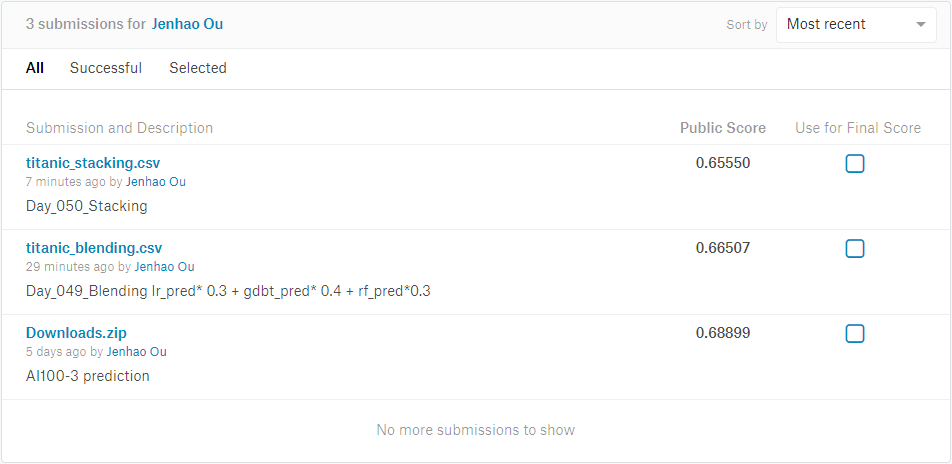 3 submissions for Jenhao Ou Sort by Most recent
All Successful Selected
Submission and Description Public Score Use for Final Score
titanic_stacking.csv 0.65550
7 minutes ago by Jenhao Ou
Day_050_Stacking
titanic_blending.csv 0.66507
29 minutes ago by Jenhao Ou
Day_049_Blending lr_pred* 0.3 + gdbt_pred* 0.4 + rf_pred*0.3
Downloads.zip 0.68899
5 days ago by Jenhao Ou
AI100-3 prediction
No more submissions to show